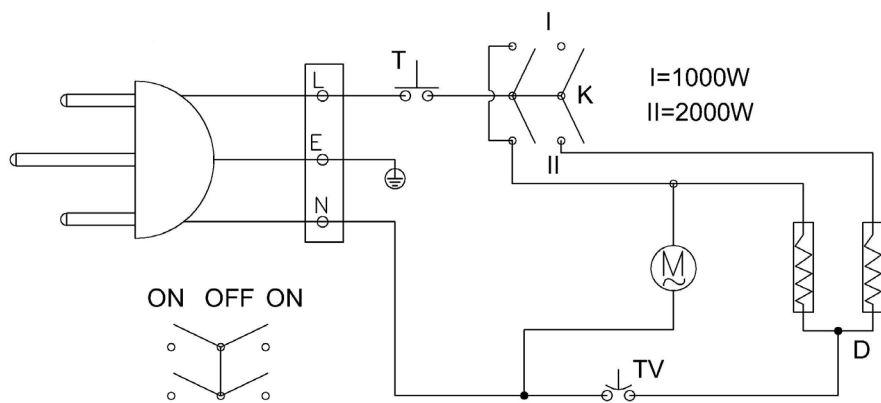 I
L
T
K
I=1000W
II=2000W
E
II
N
M
ON OFF ON
D
TV